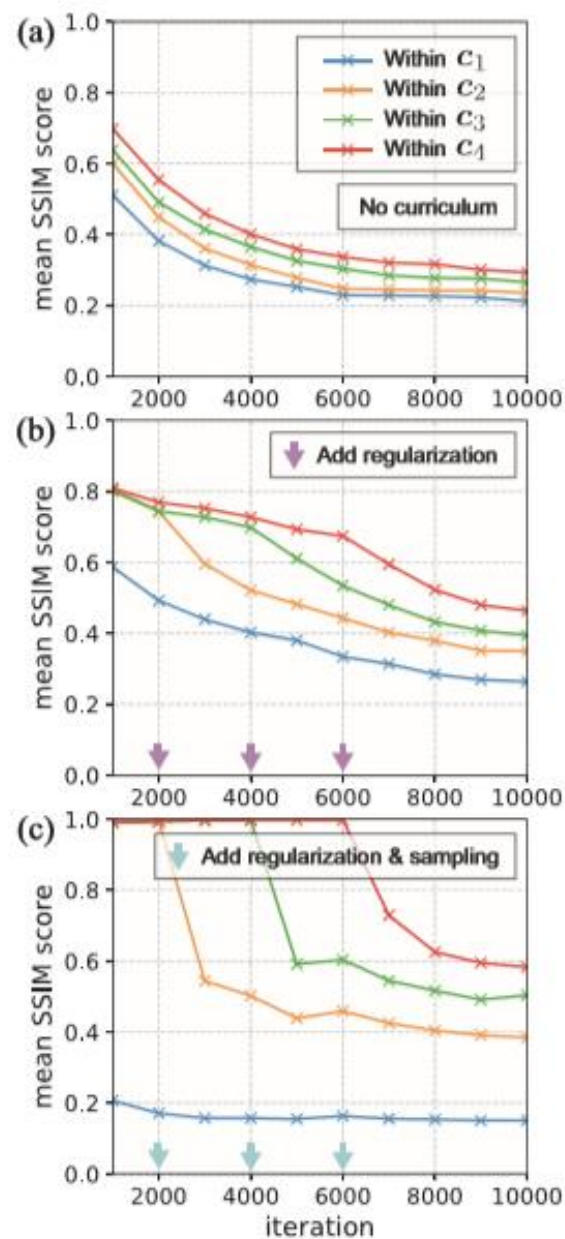 (a)
1.0
0.8
0.6
0.4
0.2
0.0
mean SSIM score
Within c1
Within c2
Within c3
Within c4
No curriculum
2000 4000 6000 8000 10000
(b)
1.0
0.8
0.6
0.4
0.2
0.0
mean SSIM score
Add regularization
2000 4000 6000 8000 10000
(c)
1.0
0.8
0.6
0.4
0.2
0.0
mean SSIM score
Add regularization & sampling
2000 4000 6000 8000 10000
iteration